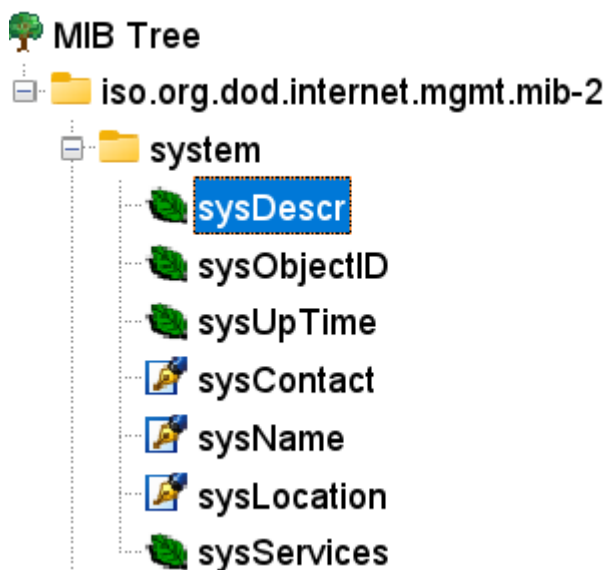 MIB Tree
iso.org.dod.internet.mgmt.mib-2
system
sysDescr
sysObjectID
sysUpTime
sysContact
sysName
sysLocation
sysServices